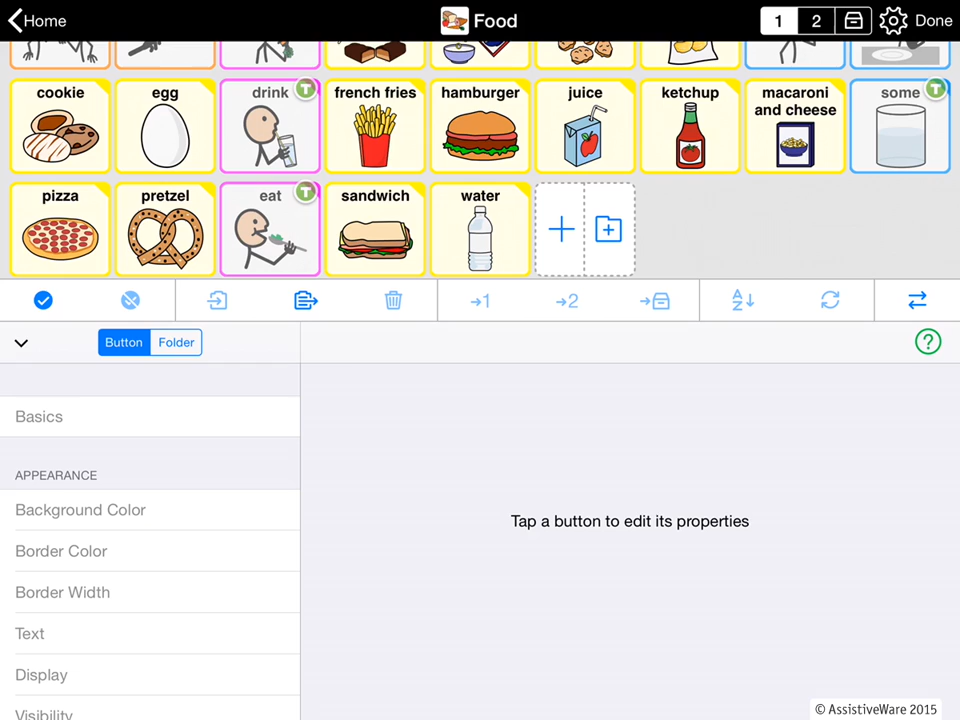 Home
Food
1
2
Done
cookie
egg
drink
T
french fries
hamburger
juice
ketchup
macaroni
and cheese
some
T
pizza
pretzel
eat
T
sandwich
water
→1
→2
A
Z
Button
Folder
?
Basics
APPEARANCE
Background Color
Border Color
Border Width
Text
Display
Visibility
Tap a button to edit its properties
© AssistiveWare 2015